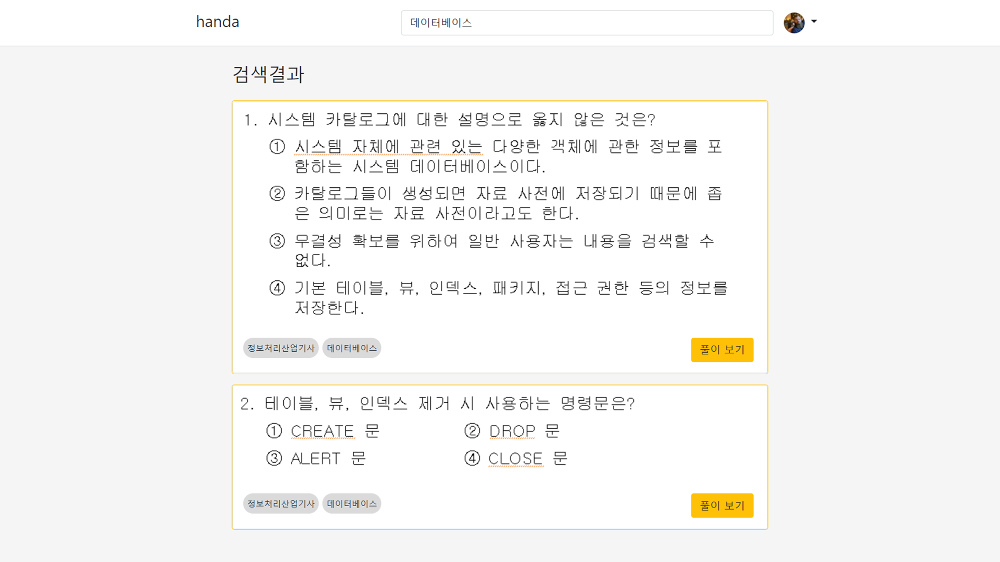 handa
데이터베이스
검색결과
1. 시스템 카탈로그에 대한 설명으로 옳지 않은 것은?
① 시스템 자체에 관련 있는 다양한 객체에 관한 정보를 포
함하는 시스템 데이터베이스이다.
② 카탈로그들이 생성되면 자료 사전에 저장되기 때문에 좁
은 의미로는 자료 사전이라고도 한다.
③ 무결성 확보를 위하여 일반 사용자는 내용을 검색할 수
없다.
④ 기본 테이블, 뷰, 인덱스, 패키지, 접근 권한 등의 정보를
저장한다.
정보처리산업기사 데이터베이스 풀이 보기
2. 테이블, 뷰, 인덱스 제거 시 사용하는 명령문은?
① CREATE 문 ② DROP 문
③ ALERT 문 ④ CLOSE 문
정보처리산업기사 데이터베이스 풀이 보기